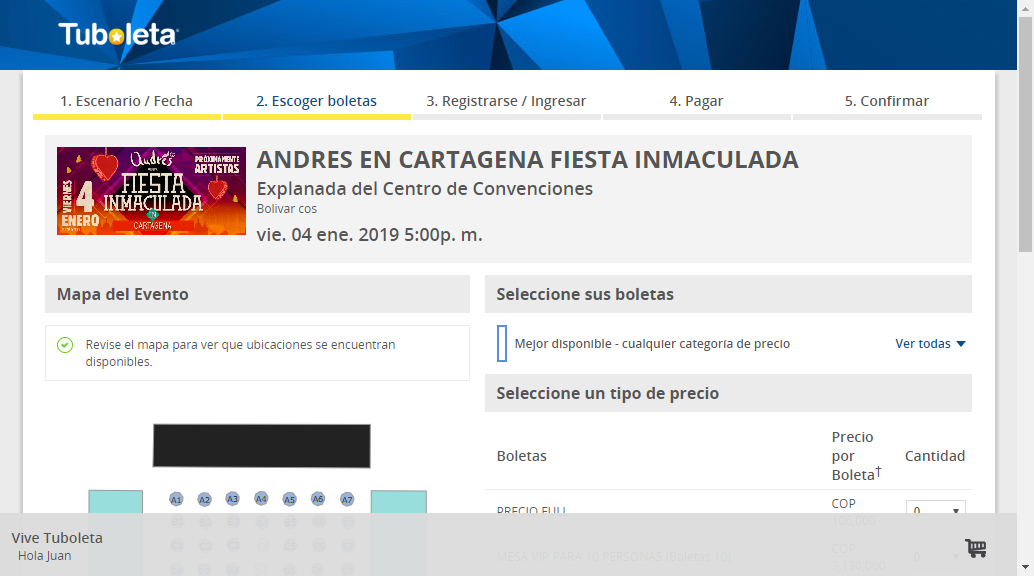 Tuboleta
1. Escenario / Fecha
2. Escoger boletas
3. Registrarse / Ingresar
4. Pagar
5. Confirmar
Andrés
FIESTA
INMACULADA
CARTAGENA
VIERNES
4
ENERO
PRÓXIMAMENTE
ARTISTAS
ANDRES EN CARTAGENA FIESTA INMACULADA
Explanada del Centro de Convenciones
Bolivar cos
vie. 04 ene. 2019 5:00p. m.
Mapa del Evento
Revise el mapa para ver que ubicaciones se encuentran
disponibles.
A1 A2 A3 A4 A5 A6 A7
Seleccione sus boletas
Mejor disponible - cualquier categoría de precio
Ver todas
Seleccione un tipo de precio
Boletas
Precio
por
Boleta†
Cantidad
PRECIO FULL
COP
0
MESA VIP PARA 10 PERSONAS (Boletas 10)
COP
3,130,000
0
Vive Tuboleta
Hola Juan